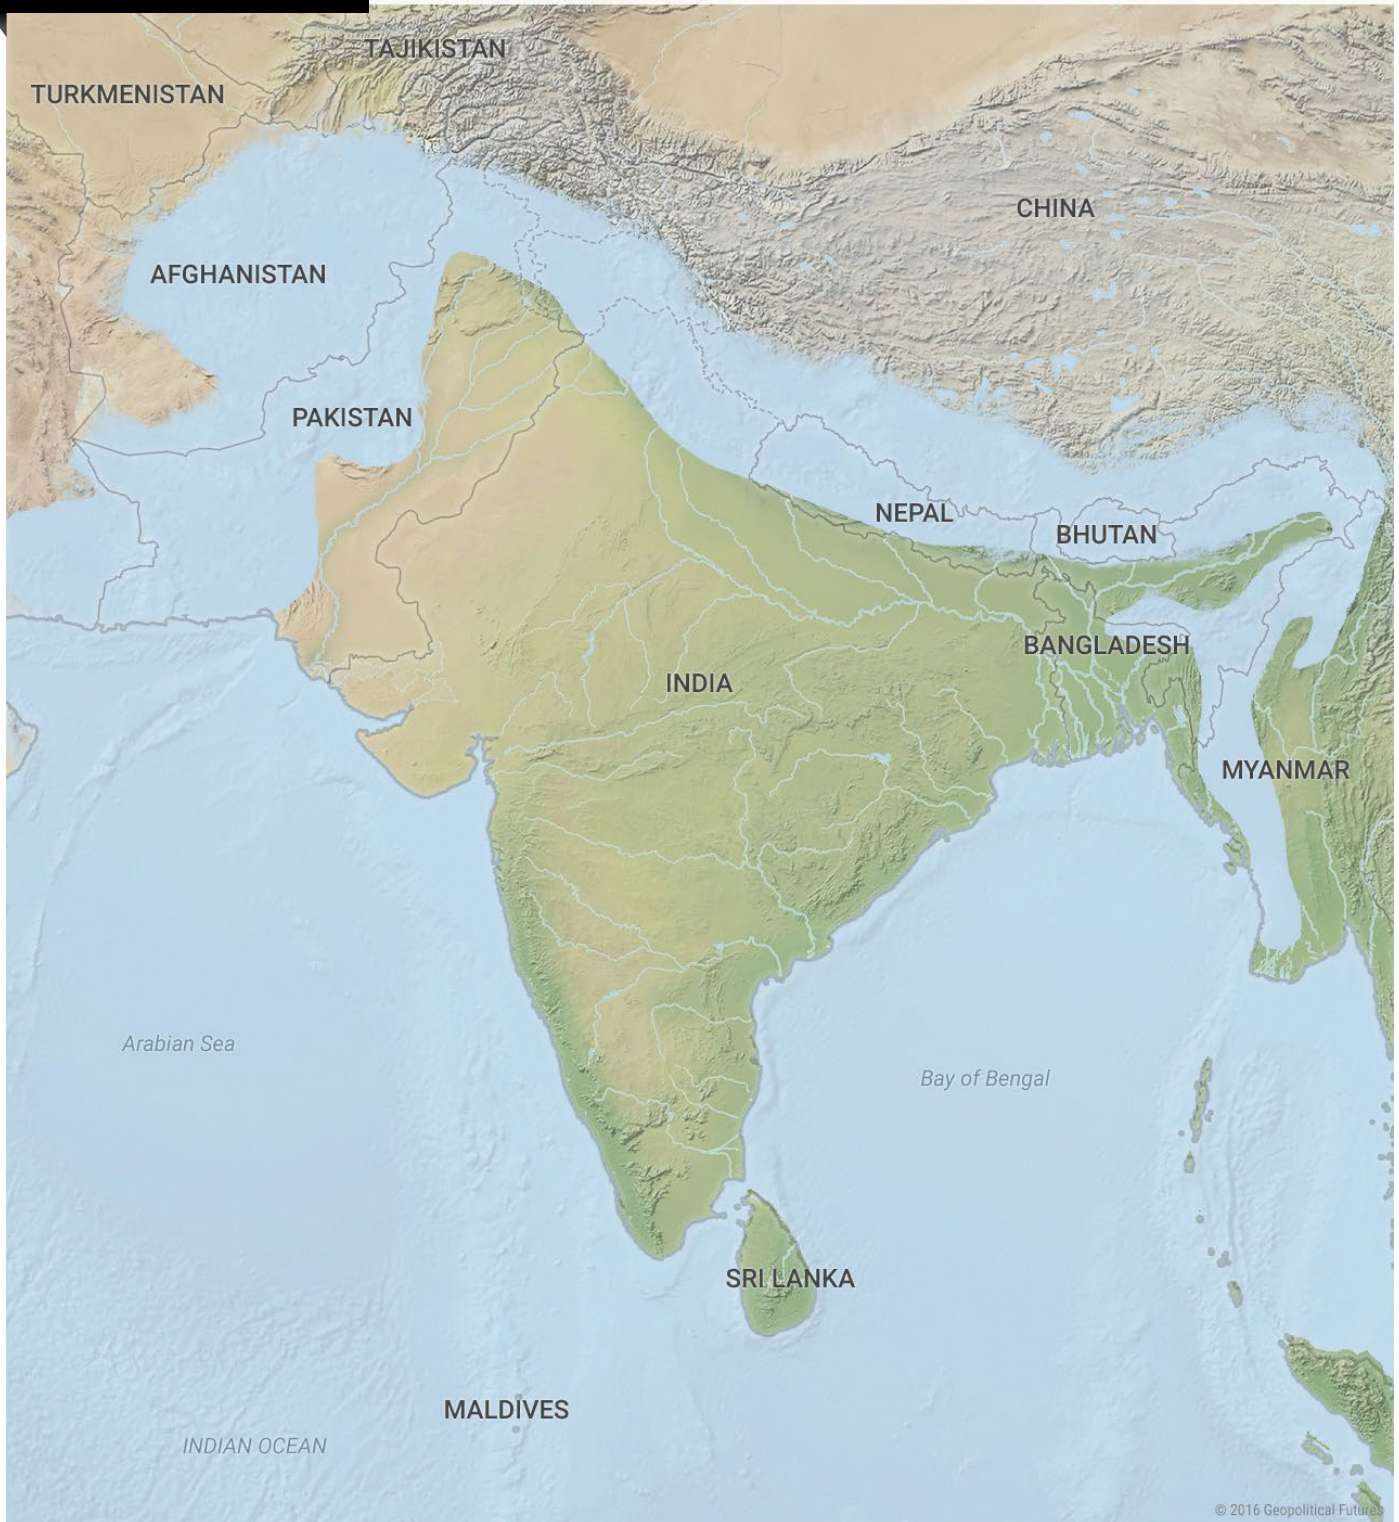 TAJIKISTAN
TURKMENISTAN
CHINA
AFGHANISTAN
PAKISTAN
NEPAL
BHUTAN
BANGLADESH
INDIA
MYANMAR
Arabian Sea
Bay of Bengal
SRI LANKA
MALDIVES
INDIAN OCEAN
© 2016 Geopolitical Futures